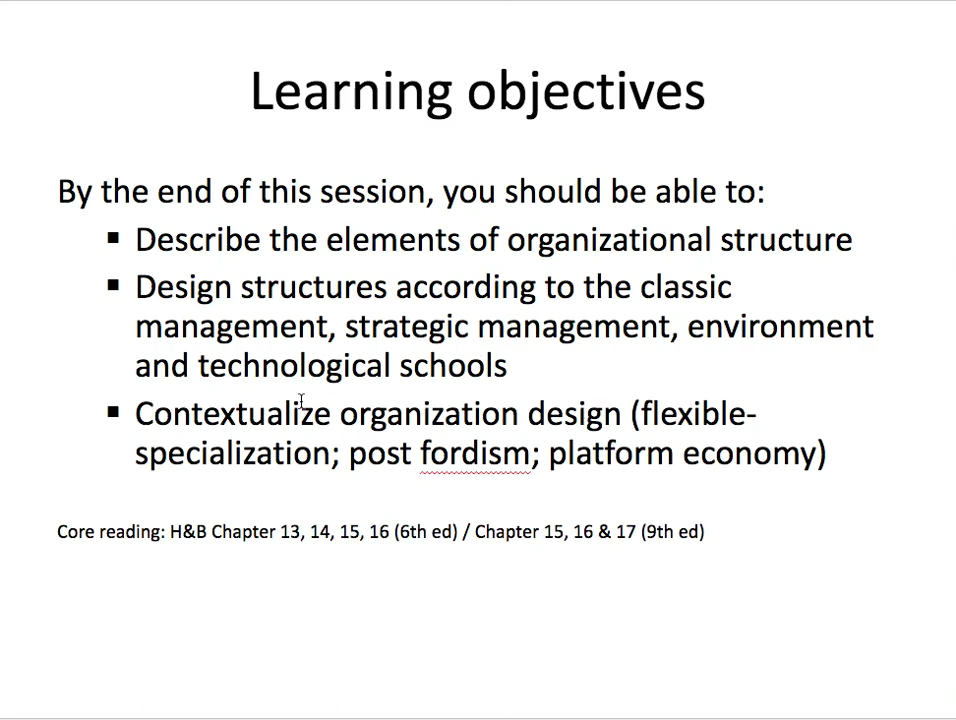 Learning objectives
By the end of this session, you should be able to:
▪ Describe the elements of organizational structure
▪ Design structures according to the classic
management, strategic management, environment
and technological schools
▪ Contextualize organization design (flexible-
specialization; post fordism; platform economy)
Core reading: H&B Chapter 13, 14, 15, 16 (6th ed) / Chapter 15, 16 & 17 (9th ed)